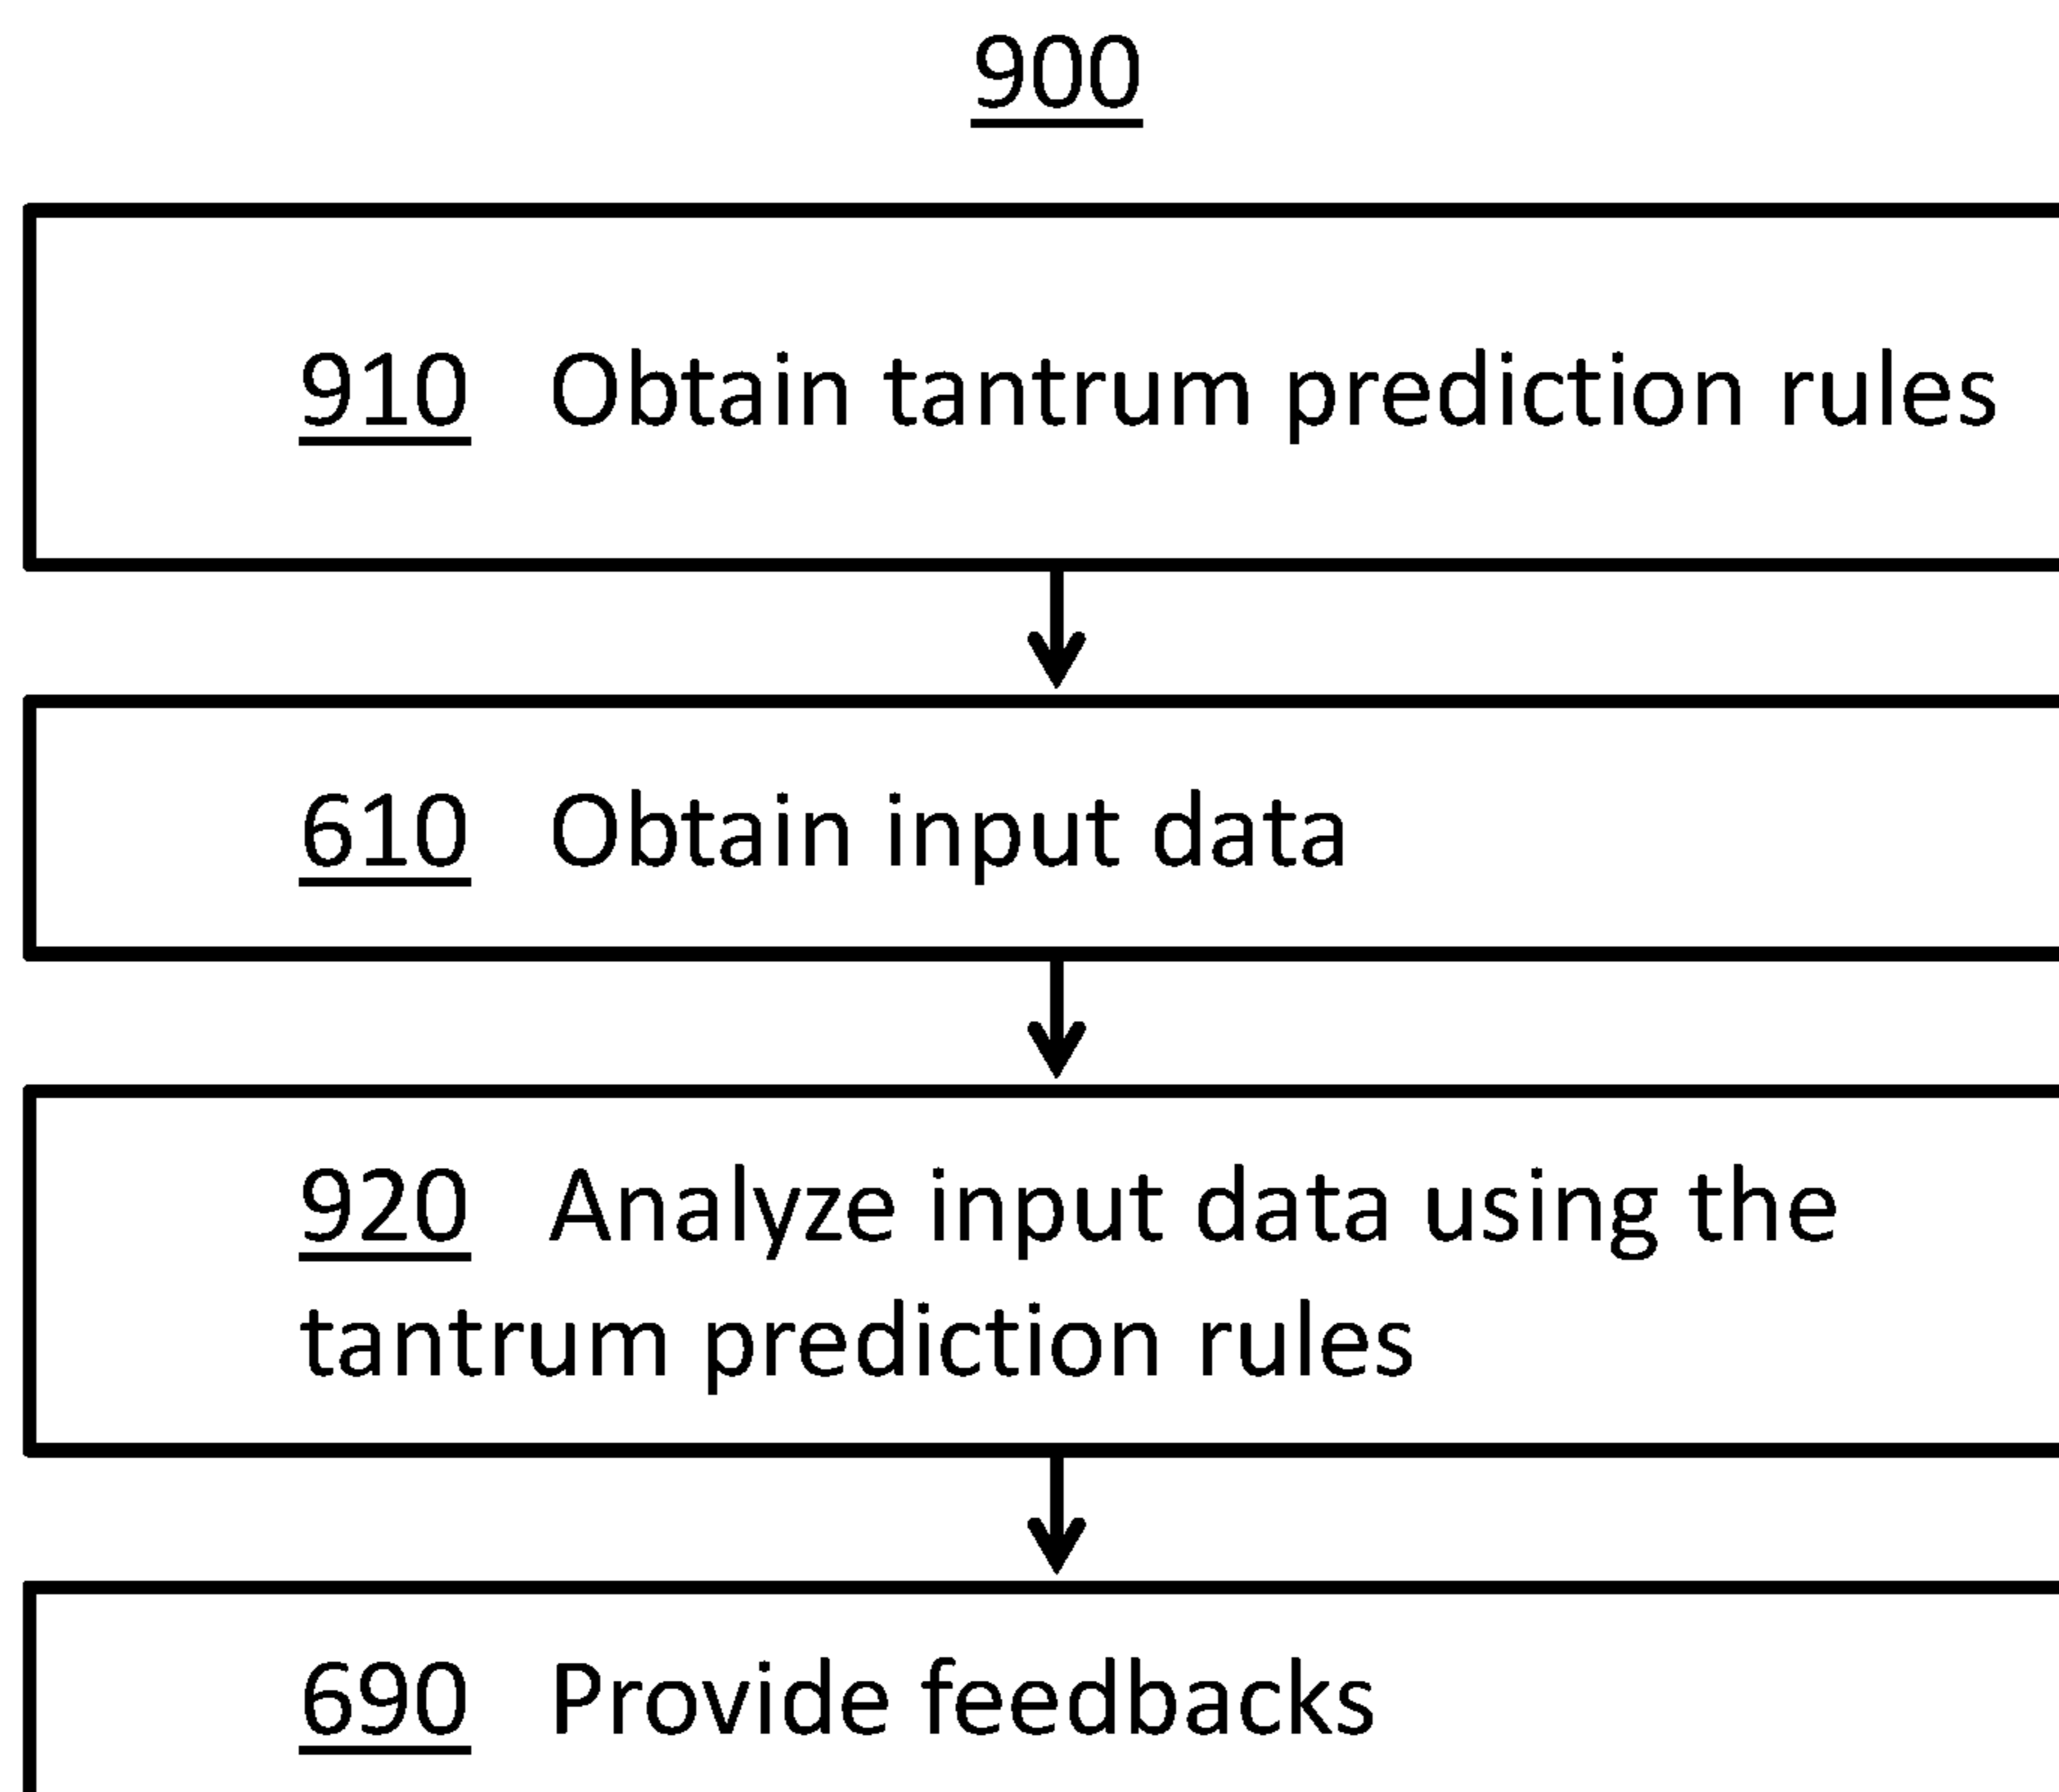 900
910 Obtain tantrum prediction rules
610 Obtain input data
920 Analyze input data using the
tantrum prediction rules
690 Provide feedbacks